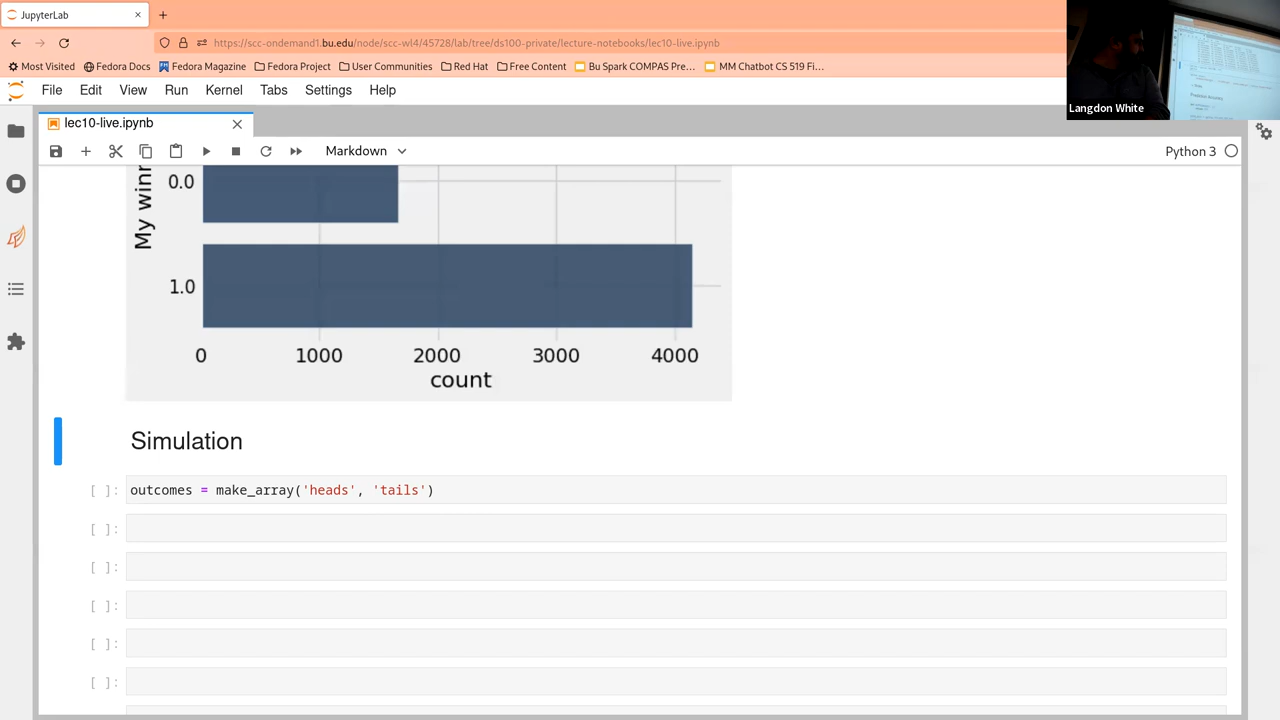 JupyterLab
https://scc-ondemand1.bu.edu/node/scc-wl4/45728/lab/tree/ds100-private/lecture-notebooks/lec10-live.ipynb
Most Visited Fedora Docs Fedora Magazine Fedora Project User Communities Red Hat Free Content Bu Spark COMPAS Pre... MM Chatbot CS 519 Fi...
Langdon White
File Edit View Run Kernel Tabs Settings Help
lec10-live.ipynb
Markdown Python 3
My winn
0.0
1.0
0 1000 2000 3000 4000
count
Simulation
[ ]: outcomes = make_array('heads', 'tails')
[ ]:
[ ]:
[ ]:
[ ]:
[ ]: